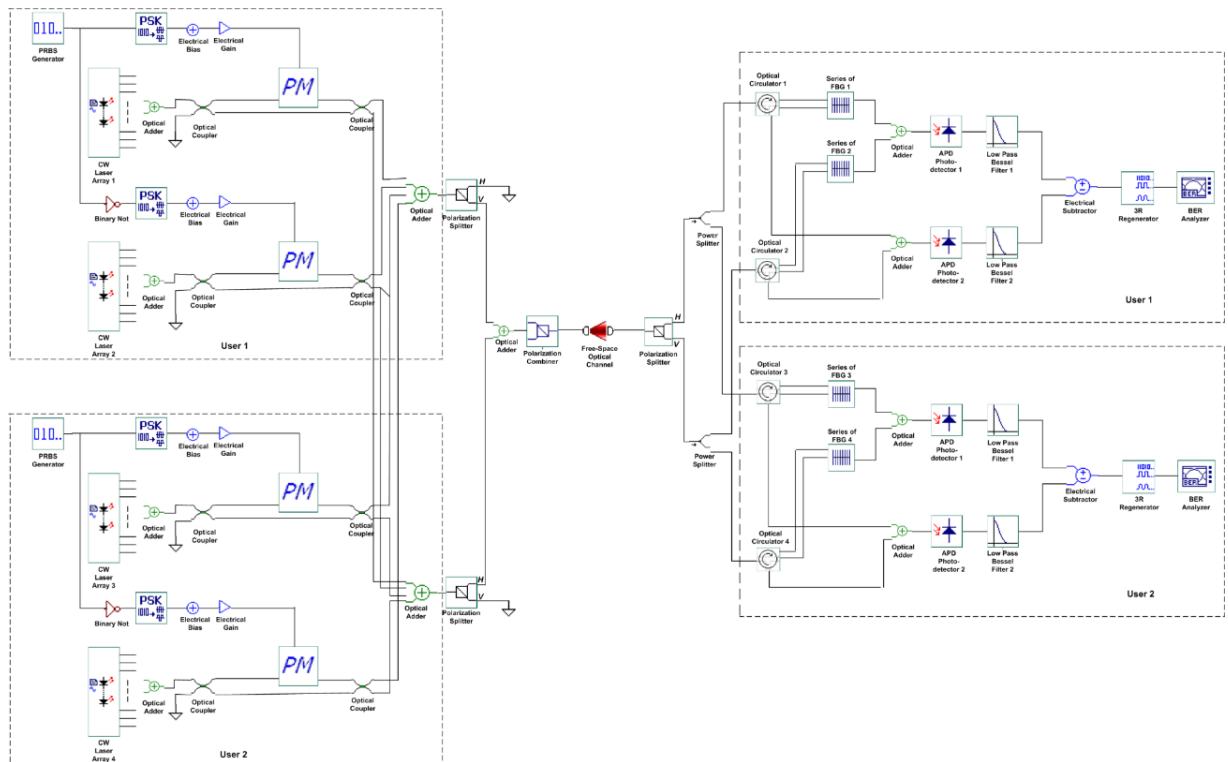 010..
PRBS
Generator
PSK
1010
Electrical
Bias
Electrical
Gain
PM
CW
Laser
Array 1
Optical
Adder
Optical
Coupler
Optical
Coupler
Binary Not
PSK
1010
Electrical
Bias
Electrical
Gain
PM
CW
Laser
Array 2
Optical
Adder
Optical
Coupler
Optical
Coupler
User 1
Optical
Adder
H
V
Polarization
Splitter
010..
PRBS
Generator
PSK
1010
Electrical
Bias
Electrical
Gain
PM
CW
Laser
Array 3
Optical
Adder
Optical
Coupler
Optical
Coupler
Binary Not
PSK
1010
Electrical
Bias
Electrical
Gain
PM
CW
Laser
Array 4
Optical
Adder
Optical
Coupler
Optical
Coupler
User 2
Optical
Adder
H
V
Polarization
Splitter
Optical
Adder
Polarization
Combiner
Free-Space
Optical
Channel
H
V
Polarization
Splitter
Power
Splitter
Power
Splitter
Optical
Circulator 1
Series of
FBG 1
Series of
FBG 2
Optical
Adder
APD
Photo-
detector 1
Low Pass
Bessel
Filter 1
Optical
Circulator 2
Optical
Adder
APD
Photo-
detector 2
Low Pass
Bessel
Filter 2
Electrical
Subtractor
3R
Regenerator
BER
BER
Analyzer
User 1
Optical
Circulator 3
Series of
FBG 3
Series of
FBG 4
Optical
Adder
APD
Photo-
detector 1
Low Pass
Bessel
Filter 1
Optical
Circulator 4
Optical
Adder
APD
Photo-
detector 2
Low Pass
Bessel
Filter 2
Electrical
Subtractor
3R
Regenerator
BER
BER
Analyzer
User 2